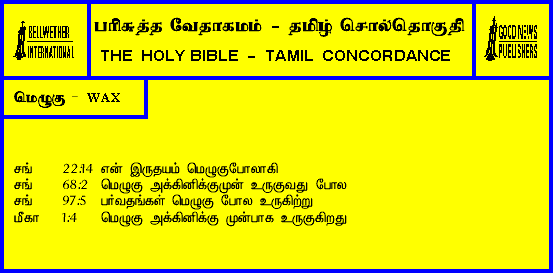 BELLWETHER
INTERNATIONAL
பரிசுத்த வேதாகமம் - தமிழ் சொல்தொகுதி
THE HOLY BIBLE - TAMIL CONCORDANCE
GOOD NEWS
PUBLISHERS
மெழுகு - WAX
சங் 22:14 என் இருதயம் மெழுகுபோலாகி
சங் 68:2 மெழுகு அக்கினிக்குமுன் உருகுவது போல
சங் 97:5 பர்வதங்கள் மெழுகு போல உருகிற்று
மீகா 1:4 மெழுகு அக்கினிக்கு முன்பாக உருகுகிறது